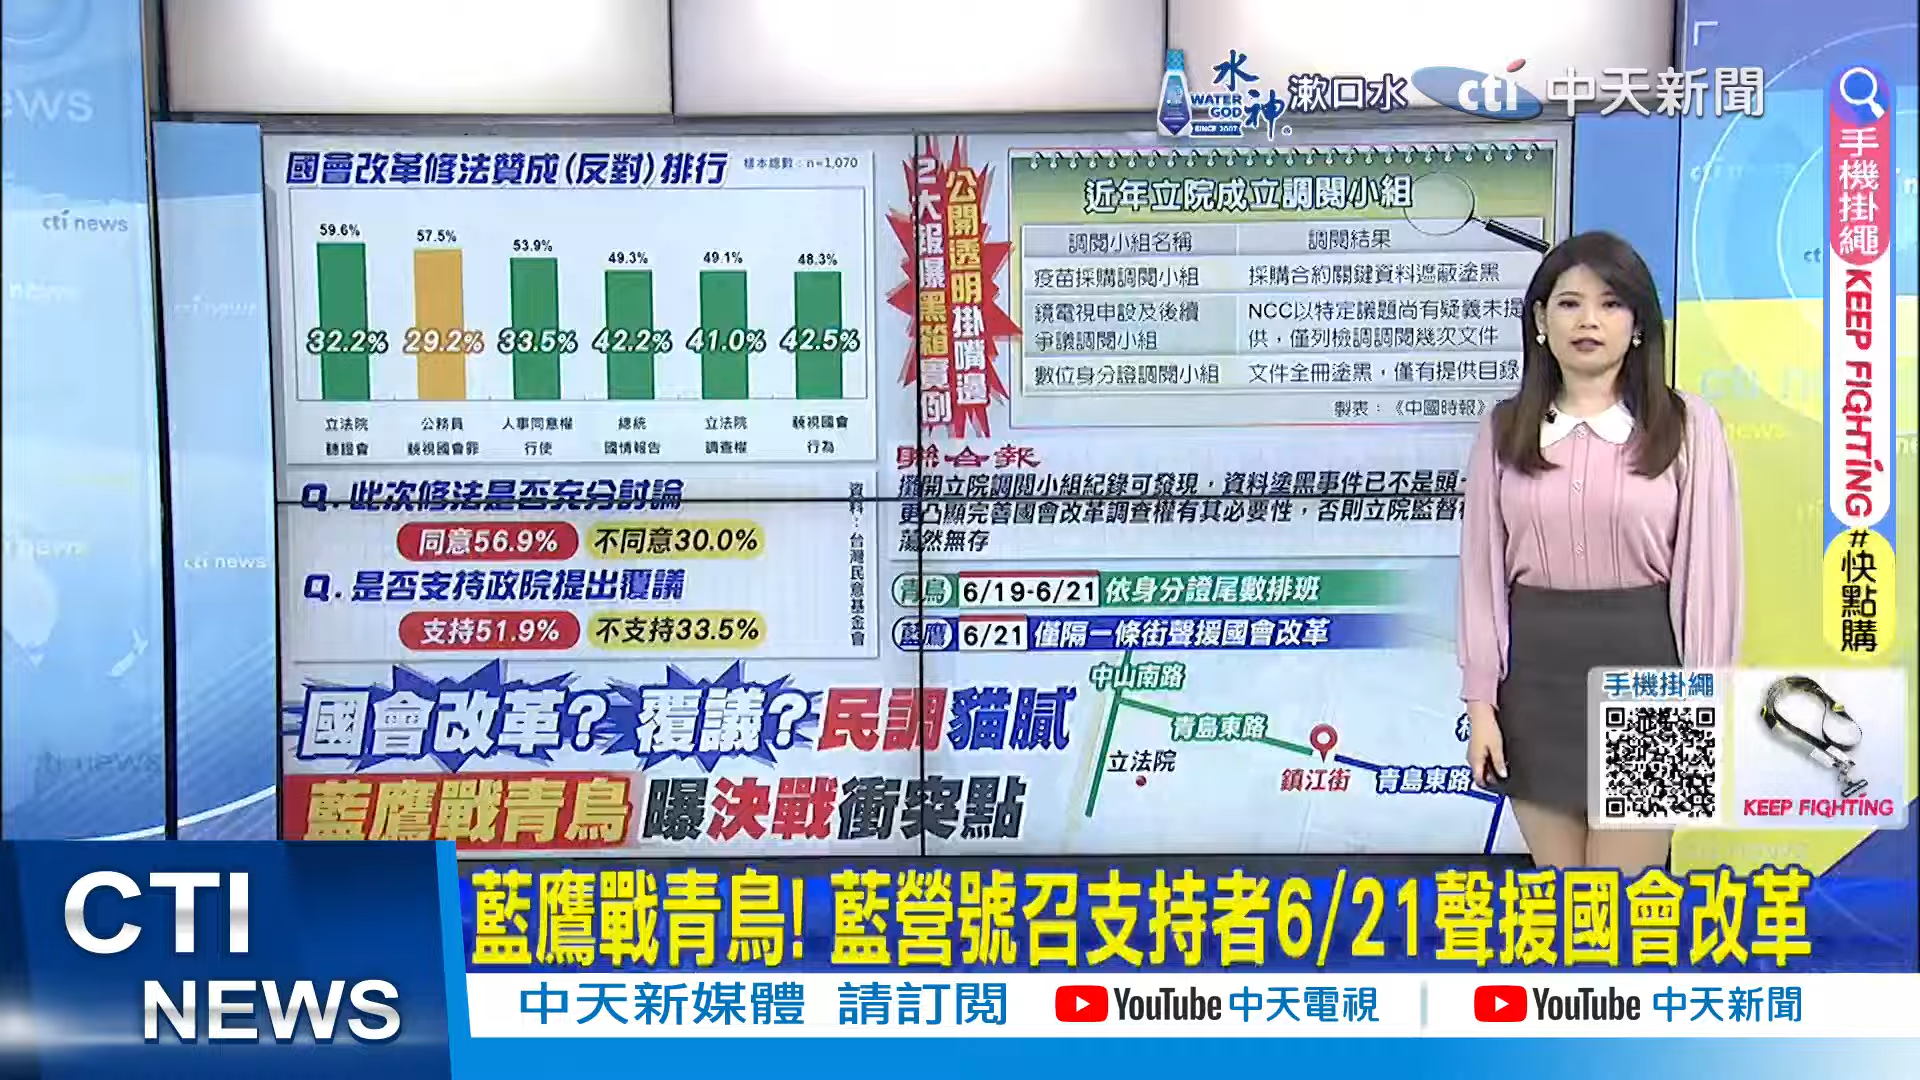 水神
WATER GOD
SINCE 2007
漱口水
cti 中天新聞
手機掛繩
KEEP FIGHTING
#快點購
cti news
國會改革修法贊成(反對)排行
樣本總數:n=1,070
59.6% 57.5% 53.9% 49.3% 49.1% 48.3%
32.2% 29.2% 33.5% 42.2% 41.0% 42.5%
立法院聽證會
公務員藐視國會罪
人事同意權行使
總統國情報告
立法院調查權
藐視國會行為
Q.此次修法是否充分討論
同意56.9% 不同意30.0%
Q.是否支持政院提出覆議
支持51.9% 不支持33.5%
資料:台灣民意基金會
公開透明掛嘴邊
2大報爆黑箱實例
近年立院成立調閱小組
調閱小組名稱 調閱結果
疫苗採購調閱小組 採購合約關鍵資料遮蔽塗黑
鏡電視申設及後續爭議調閱小組 NCC以特定議題尚有疑義未提供,僅列檢調調閱幾次文件
數位身分證調閱小組 文件全冊塗黑,僅有提供目錄
製表:《中國時報》
聯合報
攤開立院調閱小組紀錄可發現,資料塗黑事件已不是頭
更凸顯完善國會改革調查權有其必要性,否則立院監督
蕩然無存
青鳥 6/19-6/21 依身分證尾數排班
藍鷹 6/21 僅隔一條街聲援國會改革
中山南路
青島東路
立法院
鎮江街
青島東路
國會改革?覆議?民調貓膩
藍鷹戰青鳥 曝決戰衝突點
手機掛繩
KEEP FIGHTING
CTI NEWS
藍鷹戰青鳥!藍營號召支持者6/21聲援國會改革
中天新媒體 請訂閱 YouTube 中天電視 YouTube 中天新聞